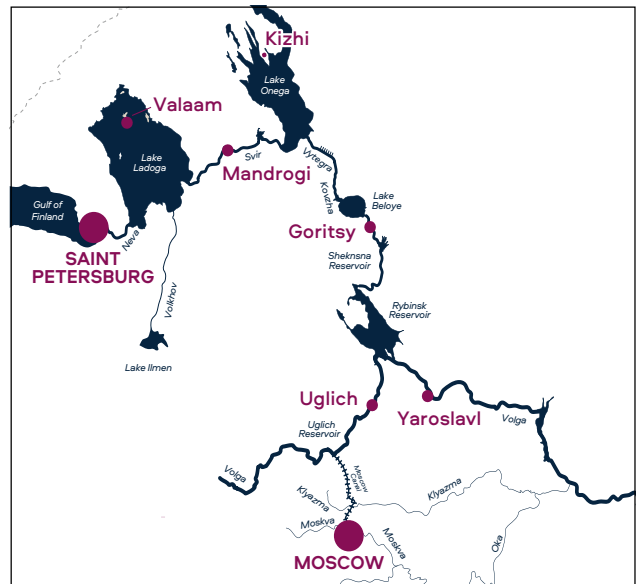 Kizhi
Lake
Onega
Valaam
Lake
Ladoga
Svir
Mandrogi
Vytegra
Kovzha
Lake
Beloye
Gulf of
Finland
Neva
SAINT
PETERSBURG
Volkhov
Goritsy
Sheknsna
Reservoir
Rybinsk
Reservoir
Lake Ilmen
Uglich
Yaroslavl
Uglich
Reservoir
Volga
Volga
Moscow
Canal
Klyazma
Klyazma
Moskva
Moskva
Oka
MOSCOW